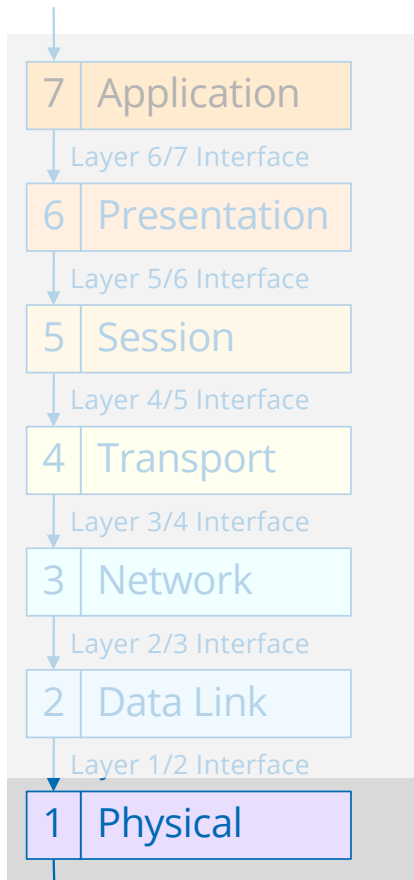 7 Application
Layer 6/7 Interface
6 Presentation
Layer 5/6 Interface
5 Session
Layer 4/5 Interface
4 Transport
Layer 3/4 Interface
3 Network
Layer 2/3 Interface
2 Data Link
Layer 1/2 Interface
1 Physical